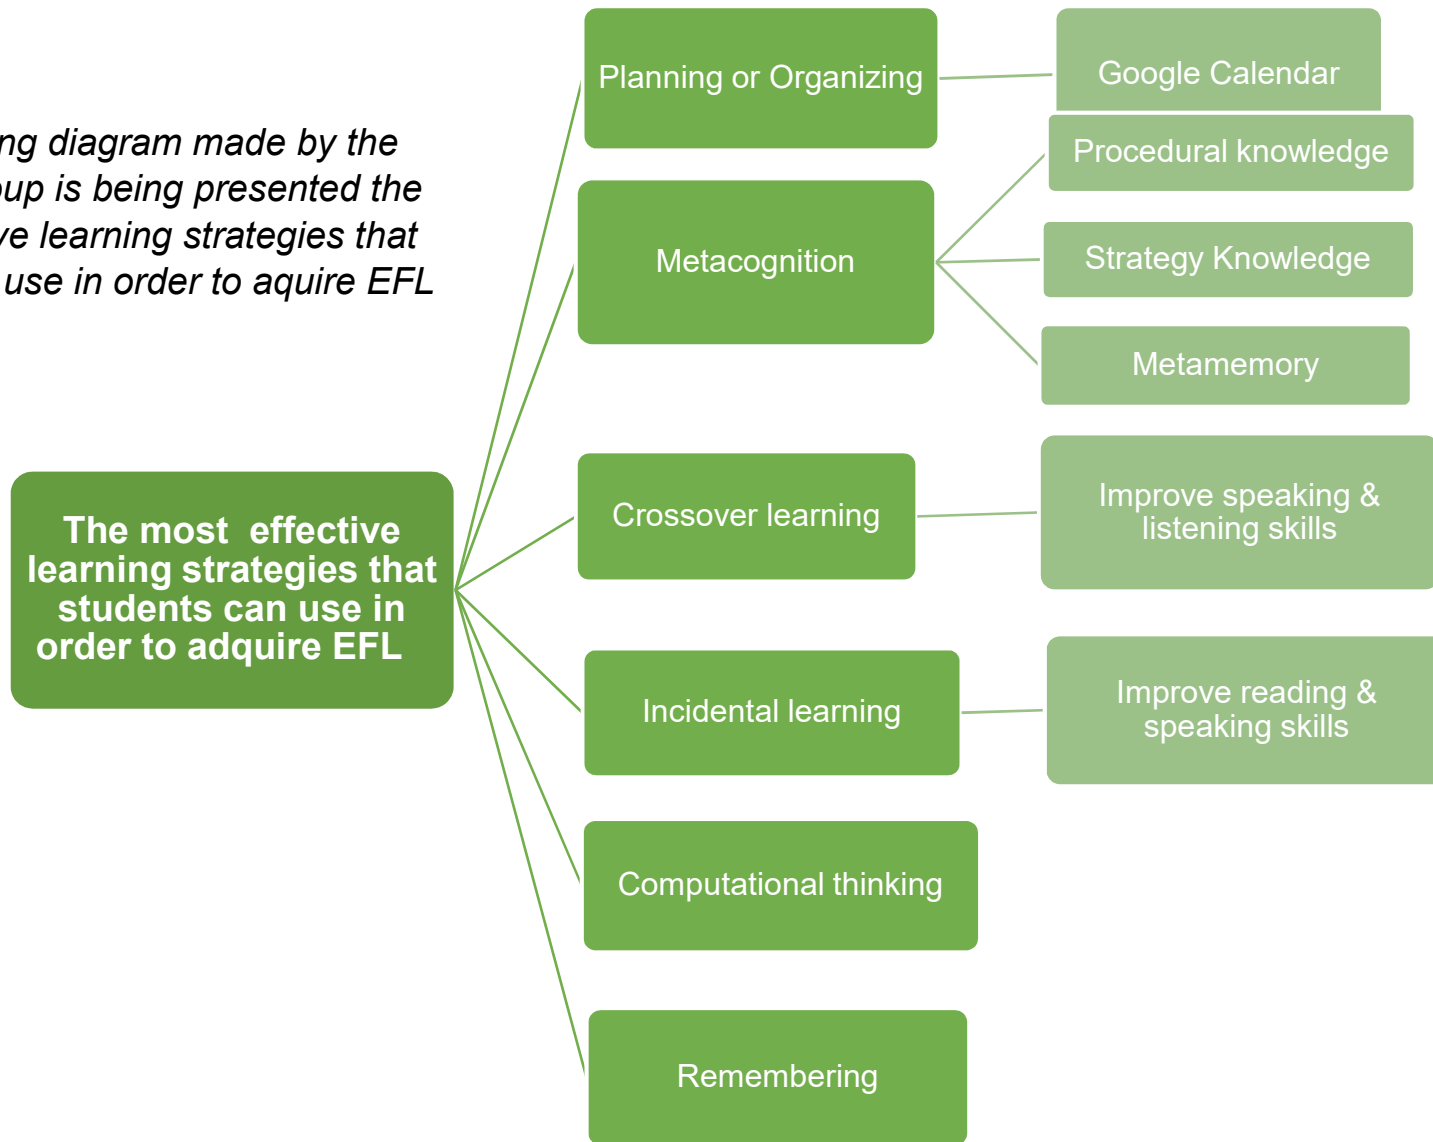 ng diagram made by the
up is being presented the
ve learning strategies that
use in order to aquire EFL
The most effective
learning strategies that
students can use in
order to adquire EFL
Planning or Organizing
Google Calendar
Metacognition
Procedural knowledge
Strategy Knowledge
Metamemory
Crossover learning
Improve speaking &
listening skills
Incidental learning
Improve reading &
speaking skills
Computational thinking
Remembering